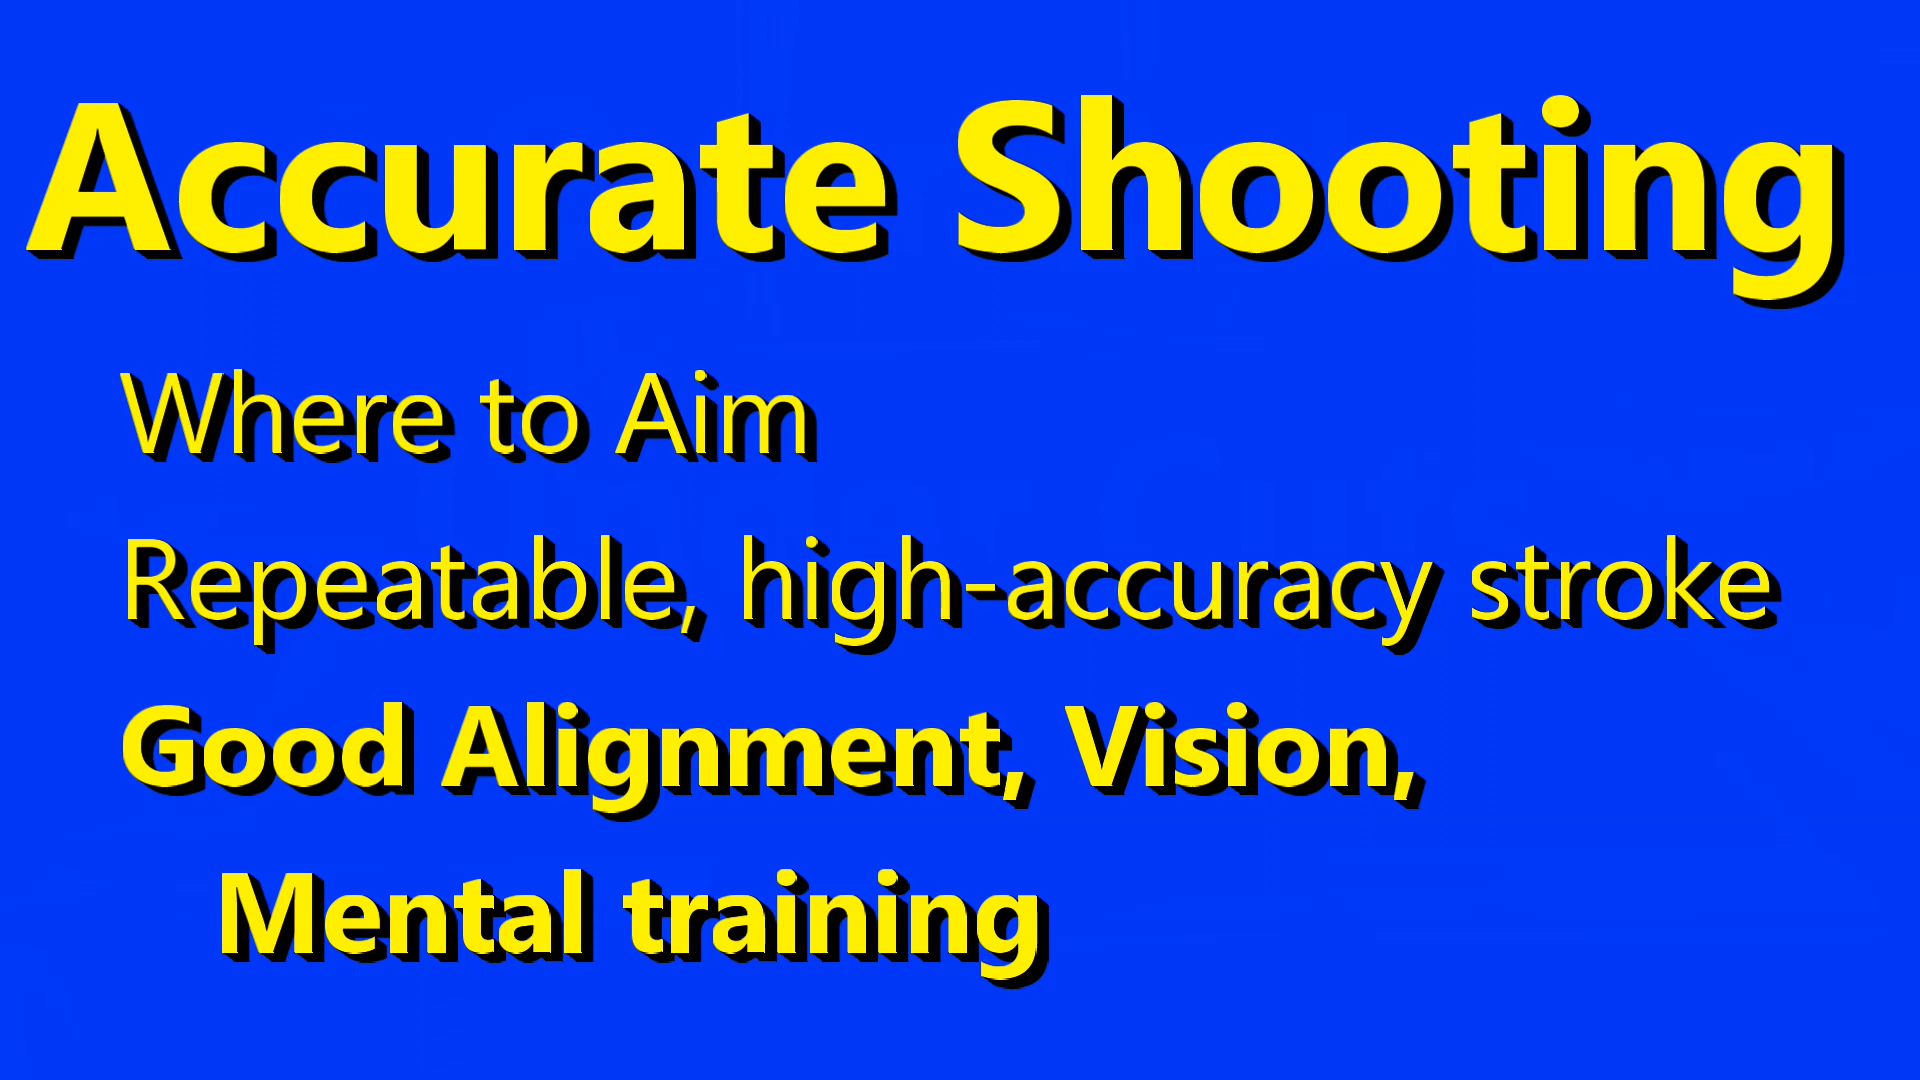 Accurate Shooting
Where to Aim
Repeatable, high-accuracy stroke
Good Alignment, Vision,
Mental training